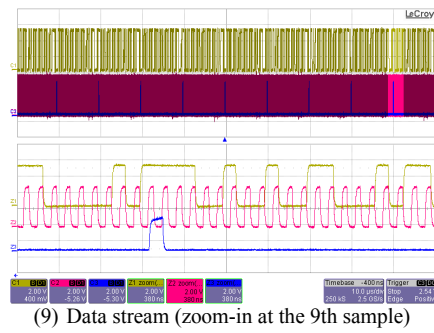 LeCroy
C1
C2
Z1
Z2
Z3
C1 C2 C3 Z1 zoom(... Z2 zoom(... Timebase -400 ns Trigger
2.00 V 2.00 V 2.00 V 2.00 V 2.00 V 2.00 V 10.0 µs/div Stop 2.54
400 mV -5.26 V -5.30 V 380 ns 380 ns 380 ns 250 kS 2.5 GS/s Edge Positiv
(9) Data stream (zoom-in at the 9th sample)